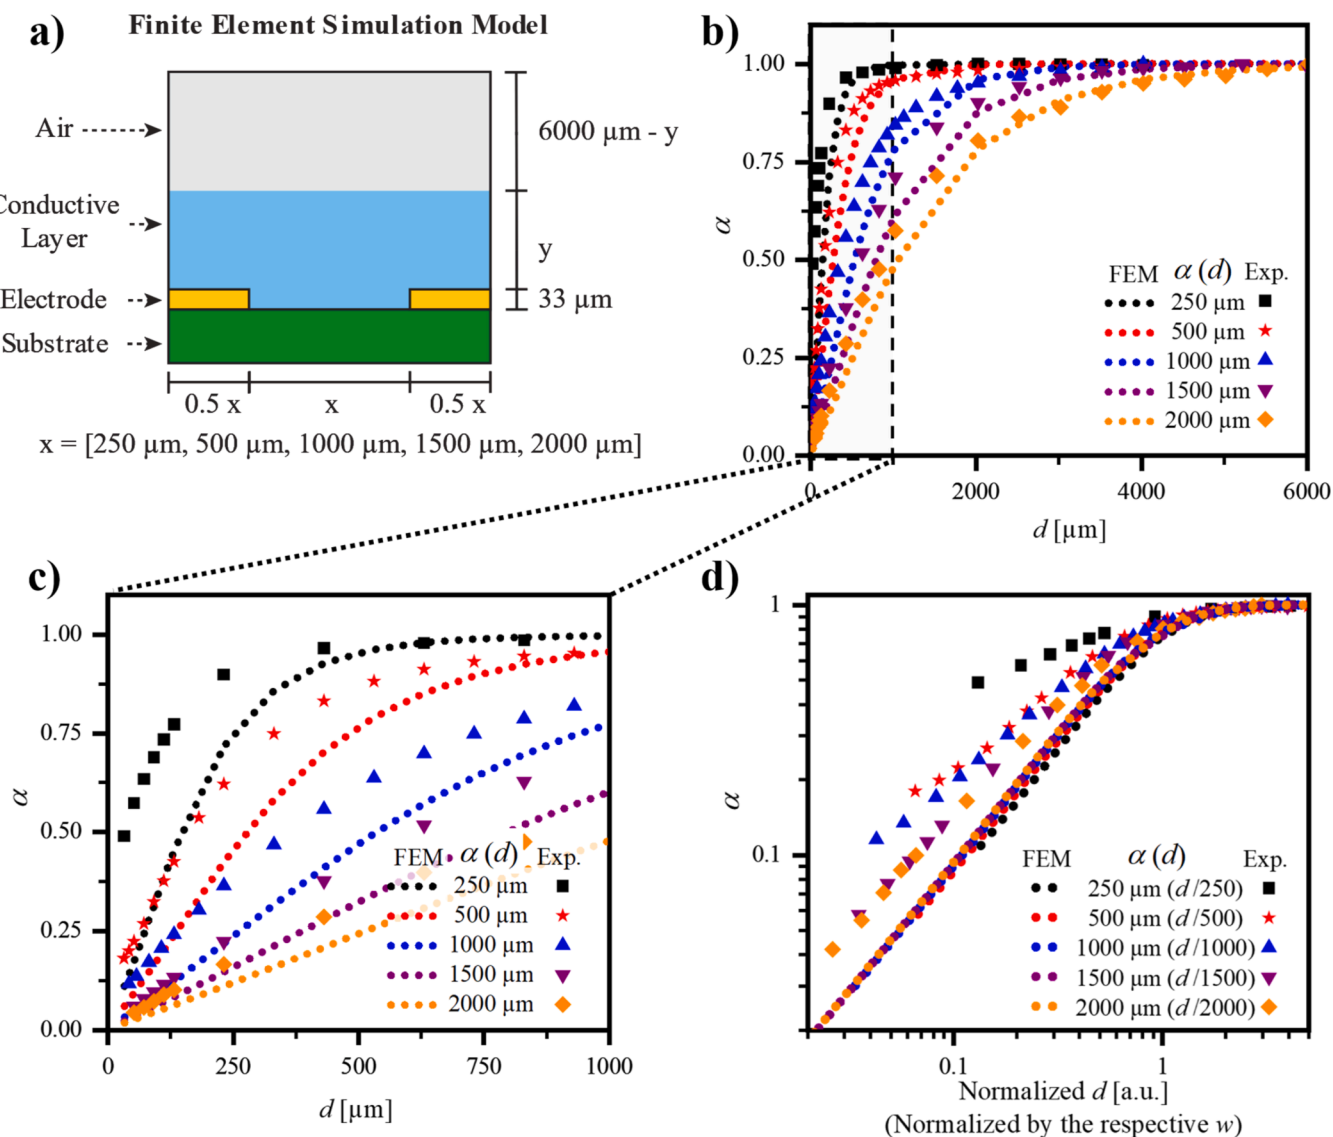 a)
Finite Element Simulation Model
Air
Conductive
Layer
Electrode
Substrate
6000 µm - y
y
33 µm
0.5 x
x
0.5 x
x = [250 µm, 500 µm, 1000 µm, 1500 µm, 2000 µm]
b)
α
1.00
0.75
0.50
0.25
0.00
0
2000
4000
6000
d [µm]
FEM α (d) Exp.
250 µm
500 µm
1000 µm
1500 µm
2000 µm
c)
α
1.00
0.75
0.50
0.25
0.00
0
250
500
750
1000
d [µm]
FEM α (d) Exp.
250 µm
500 µm
1000 µm
1500 µm
2000 µm
d)
α
1
0.1
0.1
1
Normalized d [a.u.]
(Normalized by the respective w)
FEM α (d) Exp.
250 µm (d/250)
500 µm (d/500)
1000 µm (d/1000)
1500 µm (d/1500)
2000 µm (d/2000)